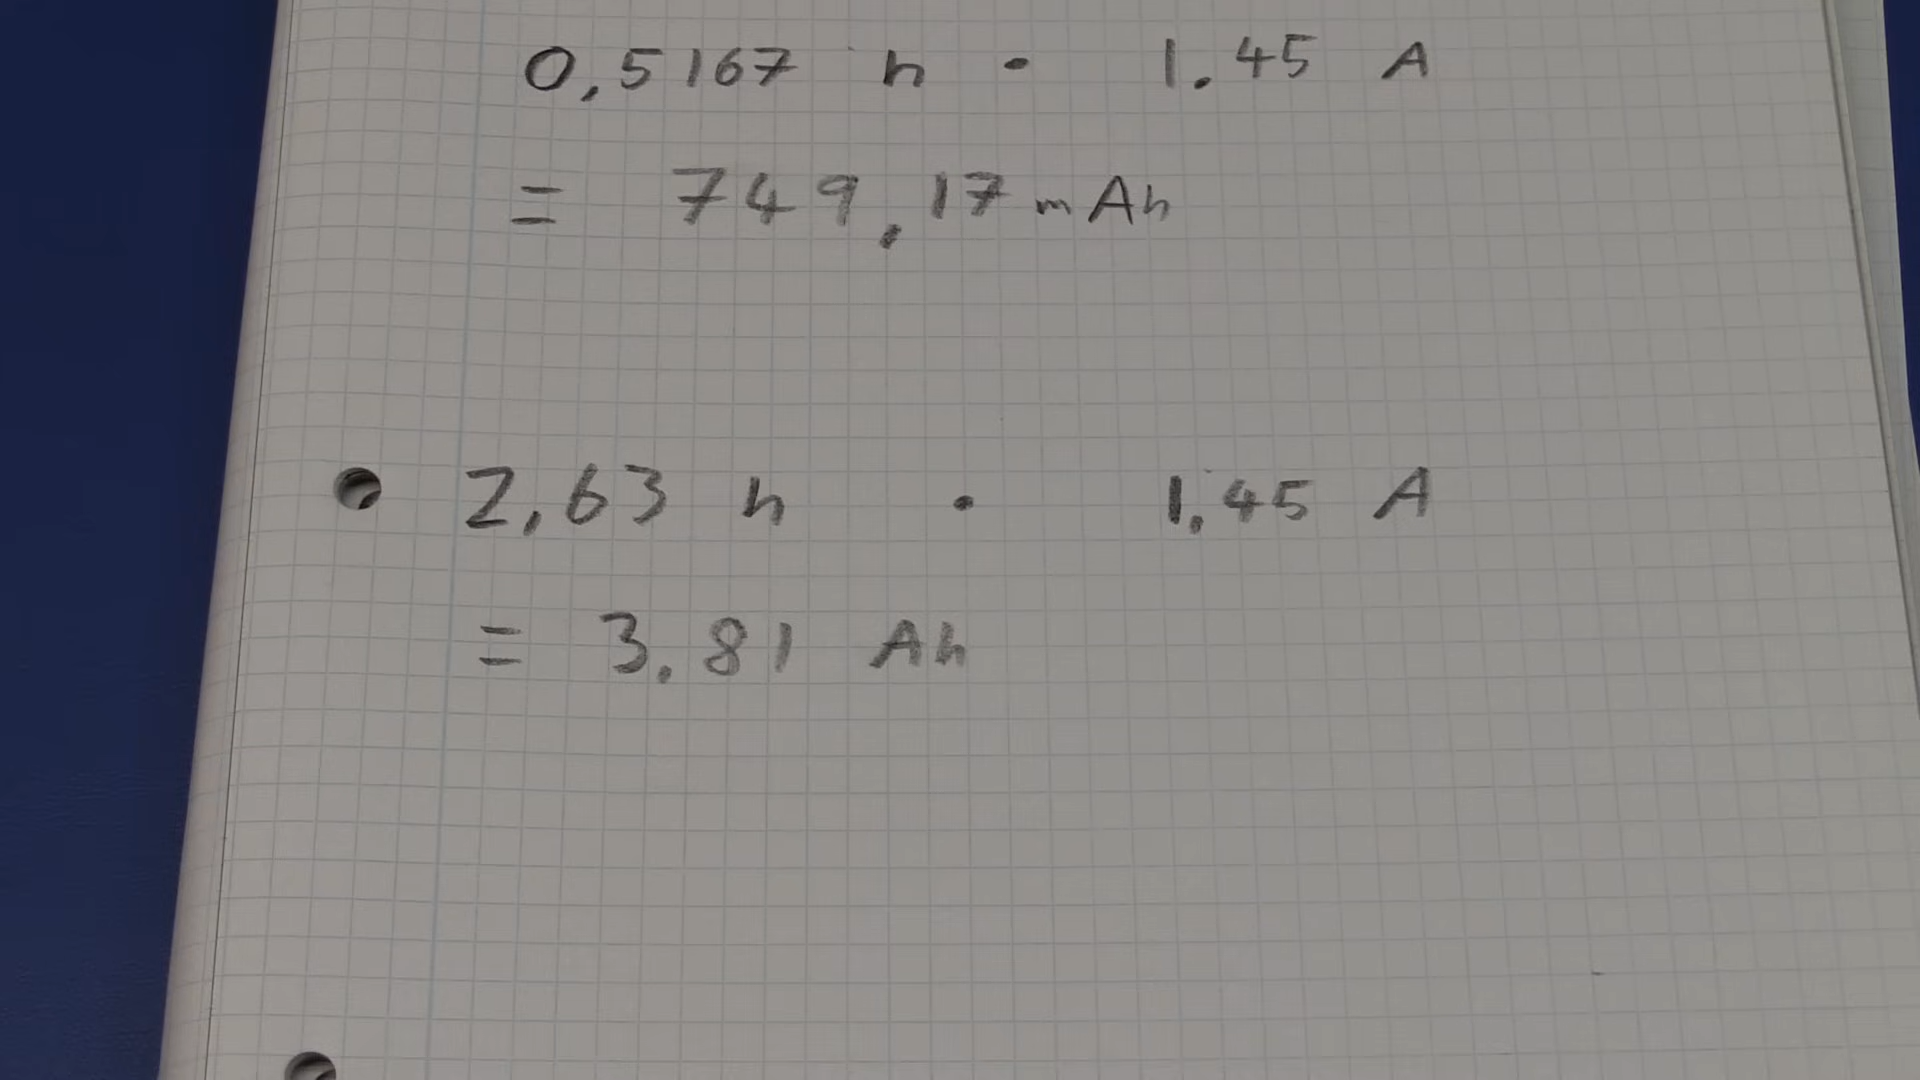 0,5167 h · 1.45 A
= 749,17 mAh
2,63 h · 1,45 A
= 3.81 Ah